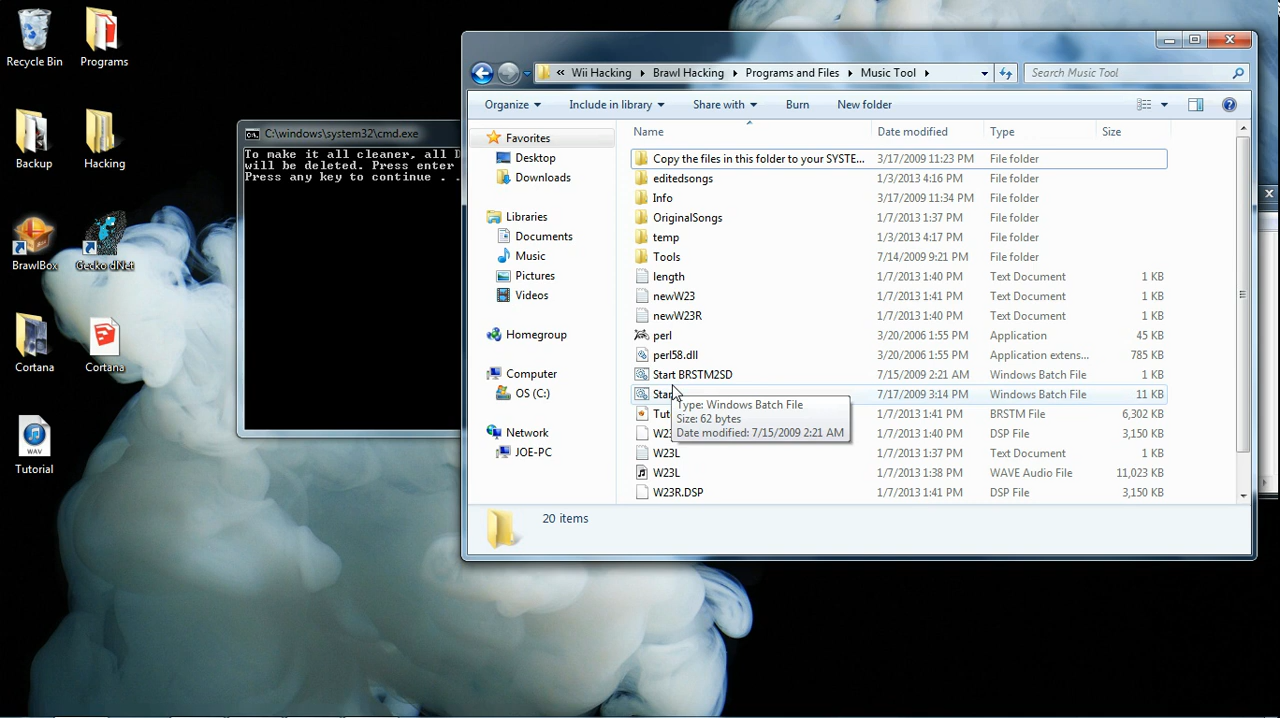 Recycle Bin
Programs
Backup
Hacking
BrawlBox
Gecko dNet
Cortana
Cortana
WAV
Tutorial
C:\windows\system32\cmd.exe
To make it all cleaner, all
will be deleted. Press enter
Press any key to continue . .
« Wii Hacking Brawl Hacking Programs and Files Music Tool
Search Music Tool
Organize Include in library Share with Burn New folder
Favorites
Desktop
Downloads
Libraries
Documents
Music
Pictures
Videos
Homegroup
Computer
OS (C:)
Network
JOE-PC
Name Date modified Type Size
Copy the files in this folder to your SYSTE... 3/17/2009 11:23 PM File folder
editedsongs 1/3/2013 4:16 PM File folder
Info 3/17/2009 11:34 PM File folder
OriginalSongs 1/7/2013 1:37 PM File folder
temp 1/3/2013 4:17 PM File folder
Tools 7/14/2009 9:21 PM File folder
length 1/7/2013 1:40 PM Text Document 1 KB
newW23 1/7/2013 1:41 PM Text Document 1 KB
newW23R 1/7/2013 1:40 PM Text Document 1 KB
perl 3/20/2006 1:55 PM Application 45 KB
perl58.dll 3/20/2006 1:55 PM Application extens... 785 KB
Start BRSTM2SD 7/15/2009 2:21 AM Windows Batch File 1 KB
7/17/2009 3:14 PM Windows Batch File 11 KB
1/7/2013 1:41 PM BRSTM File 6,302 KB
1/7/2013 1:41 PM DSP File 3,150 KB
W23L 1/7/2013 1:37 PM Text Document 1 KB
W23L 1/7/2013 1:38 PM WAVE Audio File 11,023 KB
W23R.DSP 1/7/2013 1:41 PM DSP File 3,150 KB
Type: Windows Batch File
Size: 62 bytes
Date modified: 7/15/2009 2:21 AM
20 items